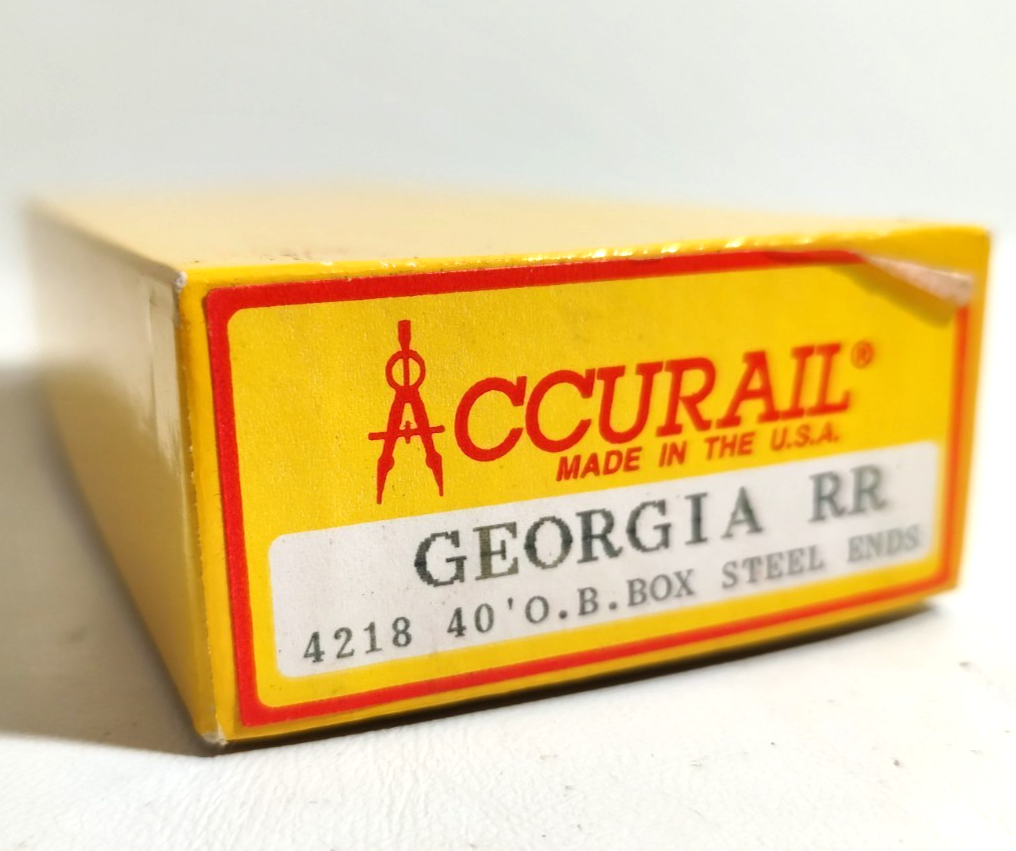 ACCURAIL®
MADE IN THE U.S.A.
GEORGIA RR
4218 40'O.B.BOX STEEL ENDS